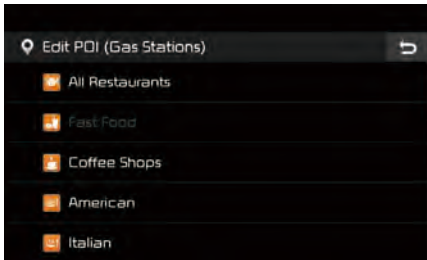 Edit POI (Gas Stations)
All Restaurants
Fast Food
Coffee Shops
American
Italian